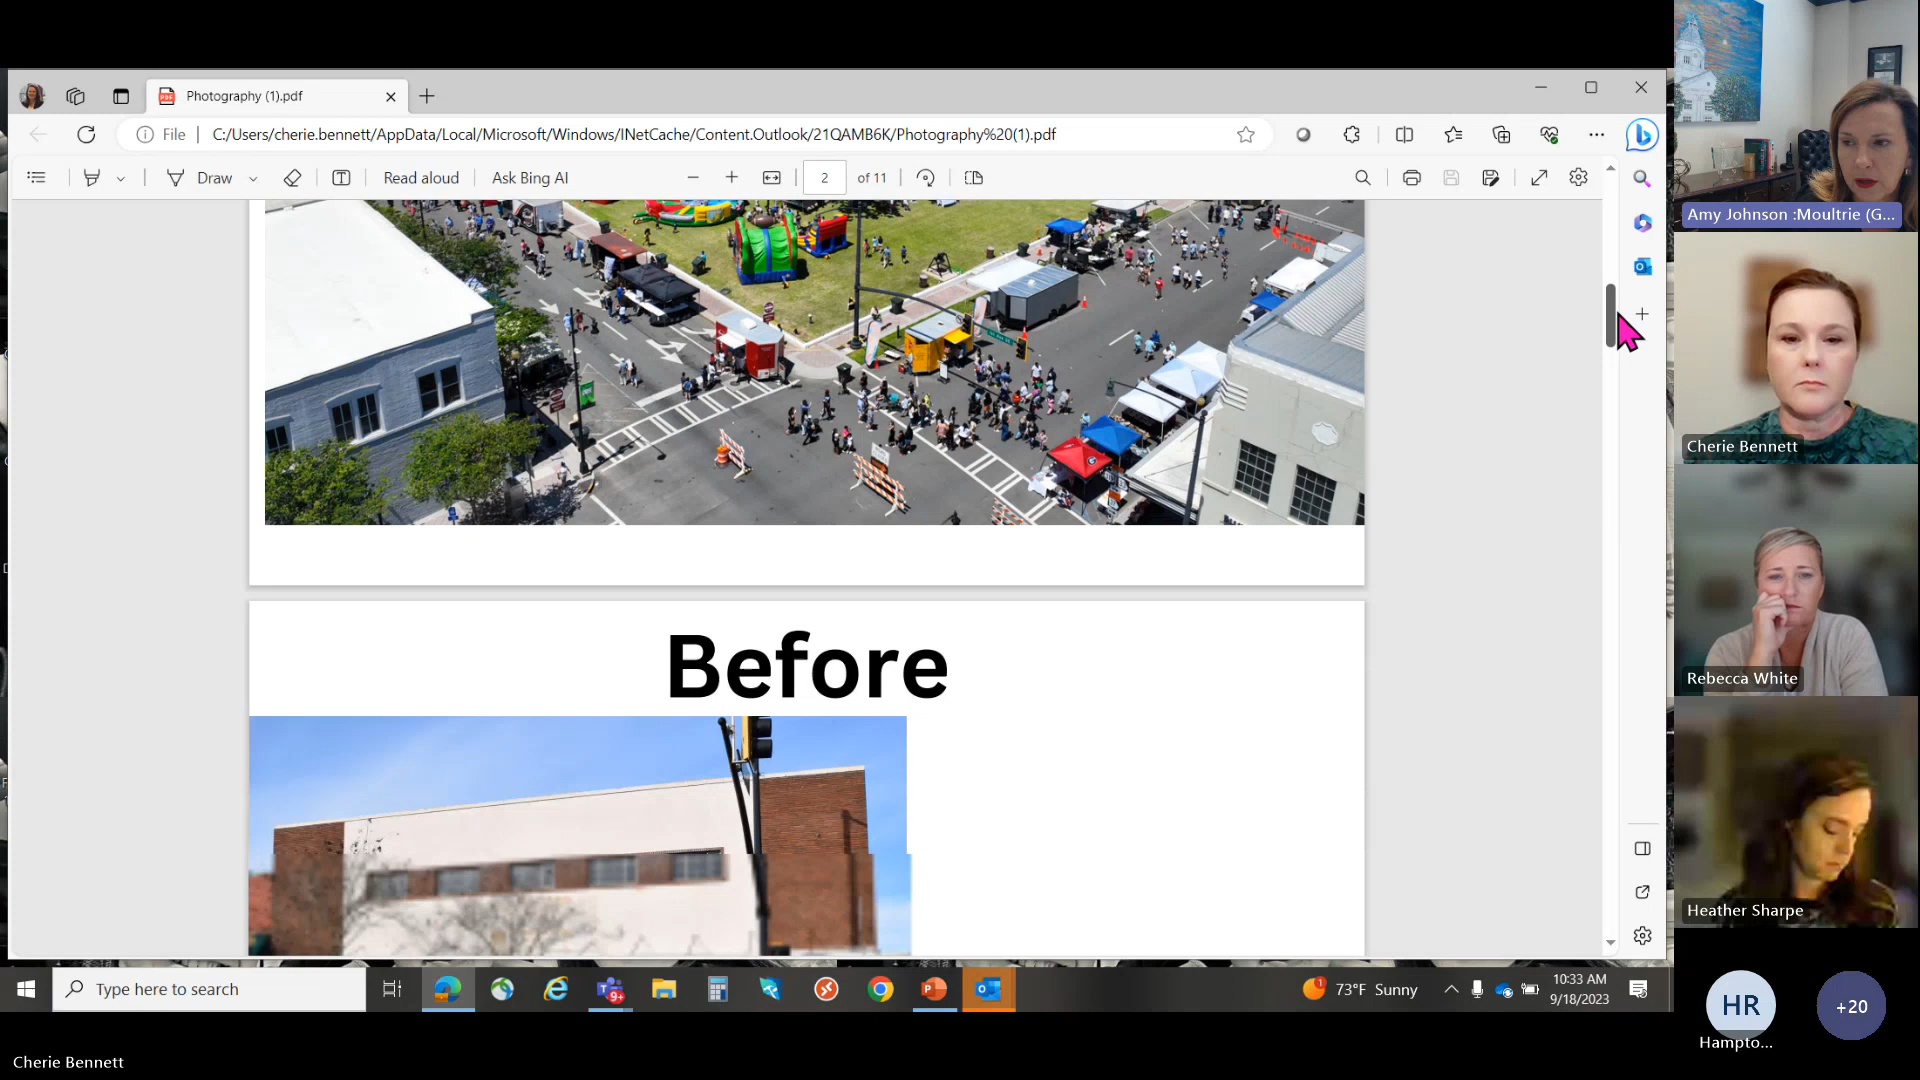 Photography (1).pdf
File
C:/Users/cherie.bennett/AppData/Local/Microsoft/Windows/INetCache/Content.Outlook/21QAMB6K/Photography%20(1).pdf
Draw
Read aloud
Ask Bing AI
2 of 11
Before
Type here to search
9+
73°F Sunny
10:33 AM
9/18/2023
Amy Johnson :Moultrie (G...
Cherie Bennett
Rebecca White
Heather Sharpe
HR
+20
Hampto...
Cherie Bennett